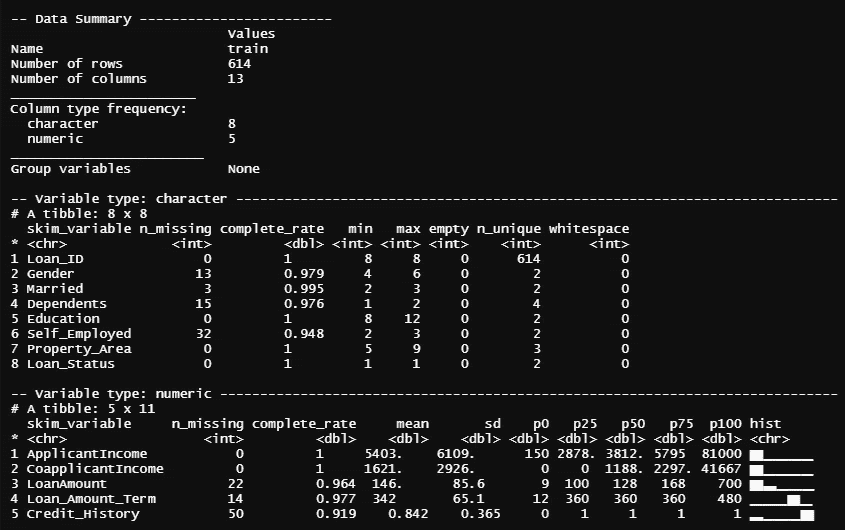 -- Data Summary ------------------------
                           Values
Name                       train
Number of rows             614
Number of columns          13
_______________________
Column type frequency:
  character                8
  numeric                  5
________________________
Group variables            None

-- Variable type: character ---------------------------------------------------------------------------
# A tibble: 8 x 8
  skim_variable n_missing complete_rate   min   max empty n_unique whitespace
* <chr>             <int>         <dbl> <int> <int> <int>    <int>      <int>
1 Loan_ID               0         1         8     8     0      614          0
2 Gender               13         0.979     4     6     0        2          0
3 Married               3         0.995     2     3     0        2          0
4 Dependents           15         0.976     1     2     0        4          0
5 Education             0         1         8    12     0        2          0
6 Self_Employed        32         0.948     2     3     0        2          0
7 Property_Area         0         1         5     9     0        3          0
8 Loan_Status           0         1         1     1     0        2          0

-- Variable type: numeric -----------------------------------------------------------------------------
# A tibble: 5 x 11
  skim_variable     n_missing complete_rate     mean       sd    p0   p25   p50   p75  p100 hist
* <chr>                 <int>         <dbl>    <dbl>    <dbl> <dbl> <dbl> <dbl> <dbl> <dbl> <chr>
1 ApplicantIncome           0         1     5403.    6109.      150 2878. 3812. 5795  81000 ▇▁▁▁▁
2 CoapplicantIncome         0         1     1621.    2926.        0    0  1188. 2297. 41667 ▇▁▁▁▁
3 LoanAmount               22         0.964  146.      85.6       9  100   128   168    700 ▇▃▁▁▁
4 Loan_Amount_Term         14         0.977  342       65.1      12  360   360   360    480 ▁▁▁▇▁
5 Credit_History           50         0.919    0.842    0.365     0    1     1     1      1 ▂▁▁▁▇